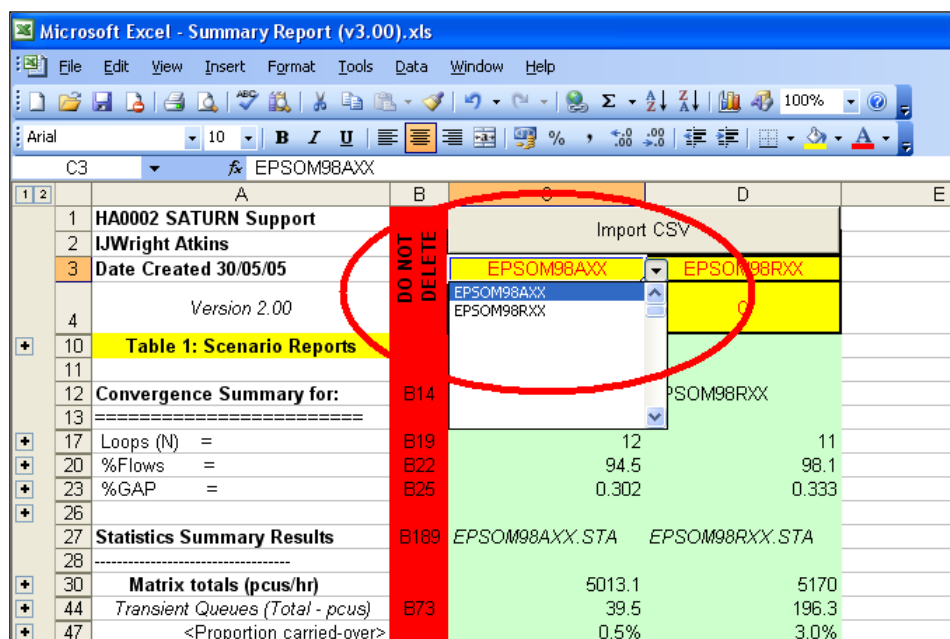 Microsoft Excel - Summary Report (v3.00).xls
File Edit View Insert Format Tools Data Window Help
ABC Σ A Z Z A 100% ?
Arial 10 B I U % , .00 .00 A
C3 fx EPSOM98AXX
1 2 A B C D E
1 HA0002 SATURN Support Import CSV
2 IJWright Atkins DO NOT DELETE
3 Date Created 30/05/05 EPSOM98AXX EPSOM98RXX
EPSOM98AXX
4 Version 2.00 EPSOM98RXX
10 Table 1: Scenario Reports
11
12 Convergence Summary for: B14 PSOM98RXX
13 ========================
17 Loops (N) = B19 12 11
20 %Flows = B22 94.5 98.1
23 %GAP = B25 0.302 0.333
26
27 Statistics Summary Results B189 EPSOM98AXX.STA EPSOM98RXX.STA
28 -----------------------------------
30 Matrix totals (pcus/hr) 5013.1 5170
44 Transient Queues (Total - pcus) B73 39.5 196.3
47 <Proportion carried-over> 0.5% 3.0%